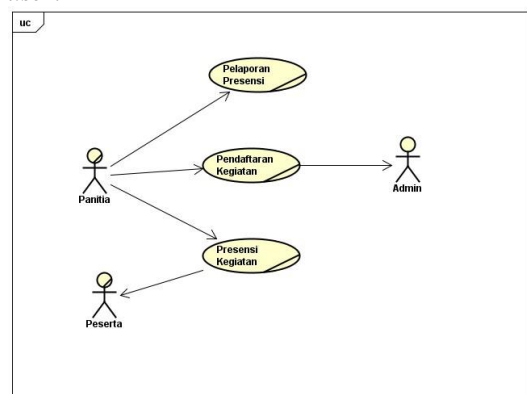 uc
Pelaporan
Presensi
Pendaftaran
Kegiatan
Panitia
Admin
Presensi
Kegiatan
Peserta